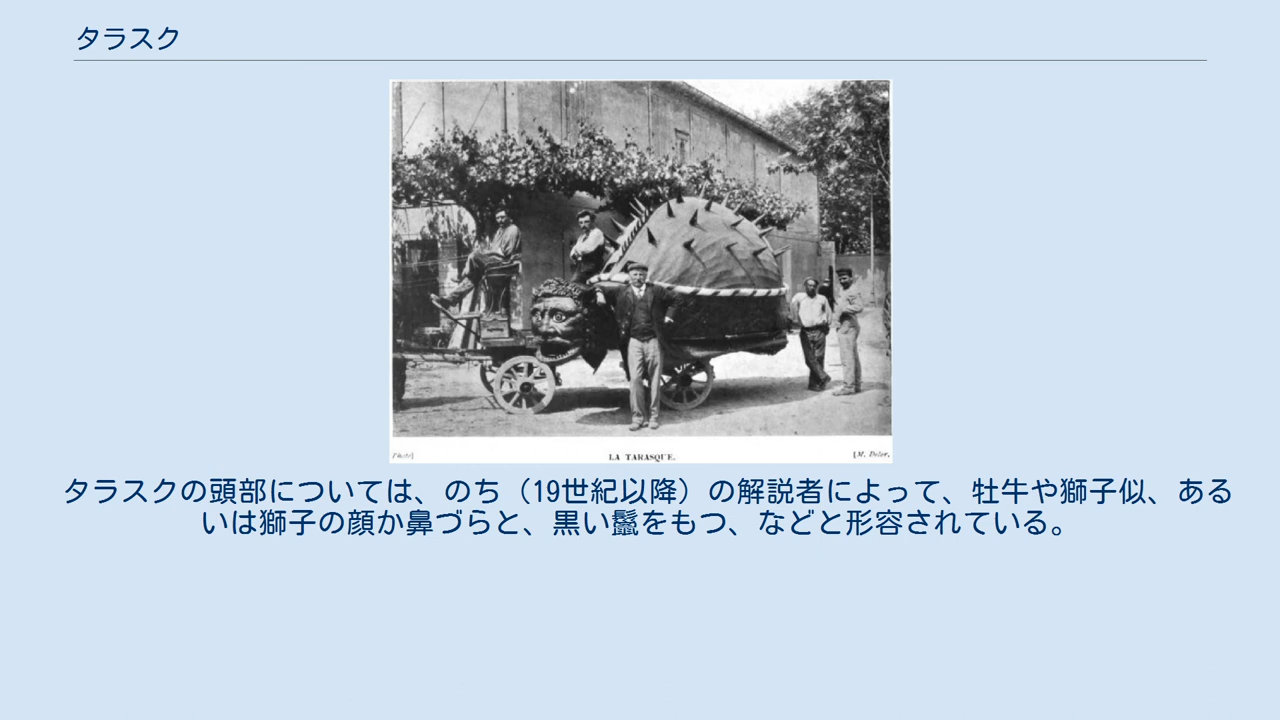 タラスク
Photo]
LA TARASQUE.
[M. Delor.
タラスクの頭部については、のち（19世紀以降）の解説者によって、牡牛や獅子似、ある
いは獅子の顔か鼻づらと、黒い鬣をもつ、などと形容されている。